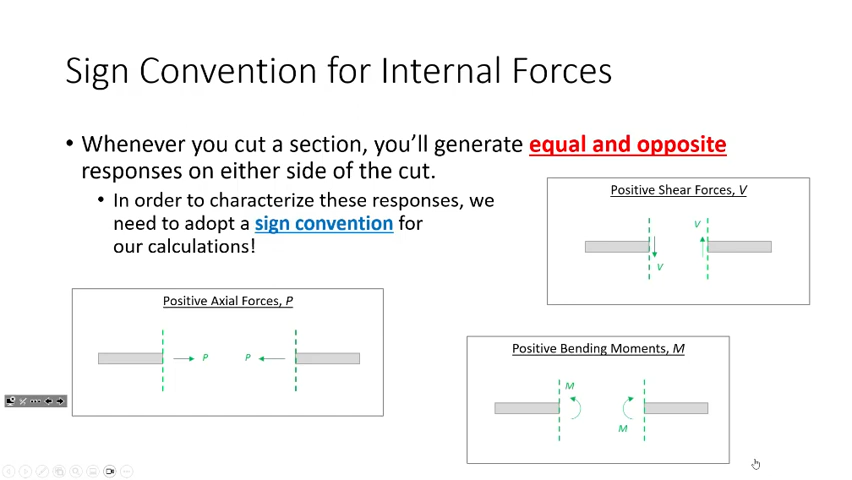 Sign Convention for Internal Forces
• Whenever you cut a section, you'll generate equal and opposite
responses on either side of the cut.
• In order to characterize these responses, we
need to adopt a sign convention for
our calculations!
Positive Shear Forces, V
V
V
Positive Axial Forces, P
P
P
Positive Bending Moments, M
M
M